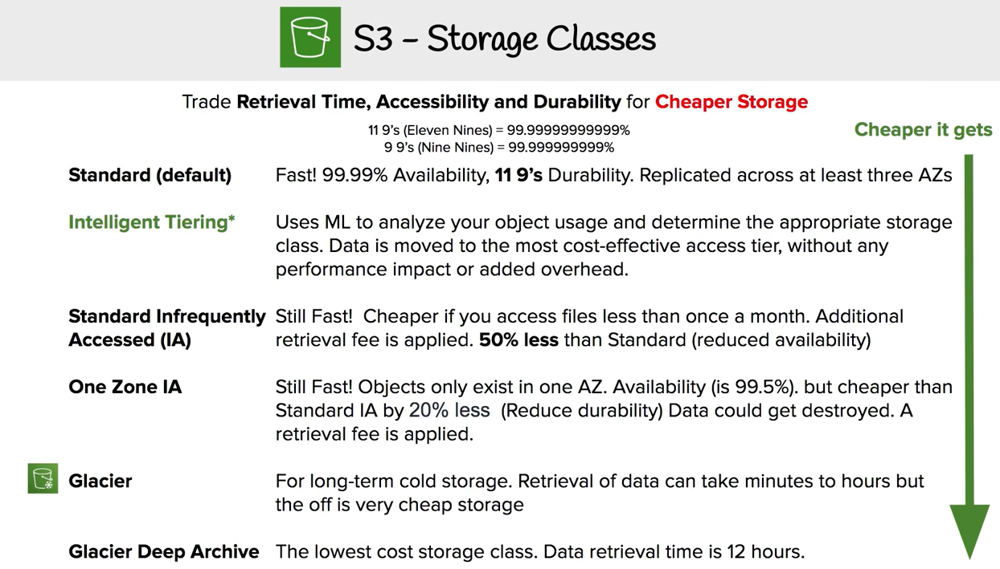 S3 – Storage Classes
Trade Retrieval Time, Accessibility and Durability for Cheaper Storage
11 9's (Eleven Nines) = 99.99999999999%
9 9's (Nine Nines) = 99.999999999%
Cheaper it gets
Standard (default) Fast! 99.99% Availability, 11 9's Durability. Replicated across at least three AZs
Intelligent Tiering* Uses ML to analyze your object usage and determine the appropriate storage
class. Data is moved to the most cost-effective access tier, without any
performance impact or added overhead.
Standard Infrequently Still Fast! Cheaper if you access files less than once a month. Additional
Accessed (IA) retrieval fee is applied. 50% less than Standard (reduced availability)
One Zone IA Still Fast! Objects only exist in one AZ. Availability (is 99.5%). but cheaper than
Standard IA by 20% less (Reduce durability) Data could get destroyed. A
retrieval fee is applied.
Glacier For long-term cold storage. Retrieval of data can take minutes to hours but
the off is very cheap storage
Glacier Deep Archive The lowest cost storage class. Data retrieval time is 12 hours.